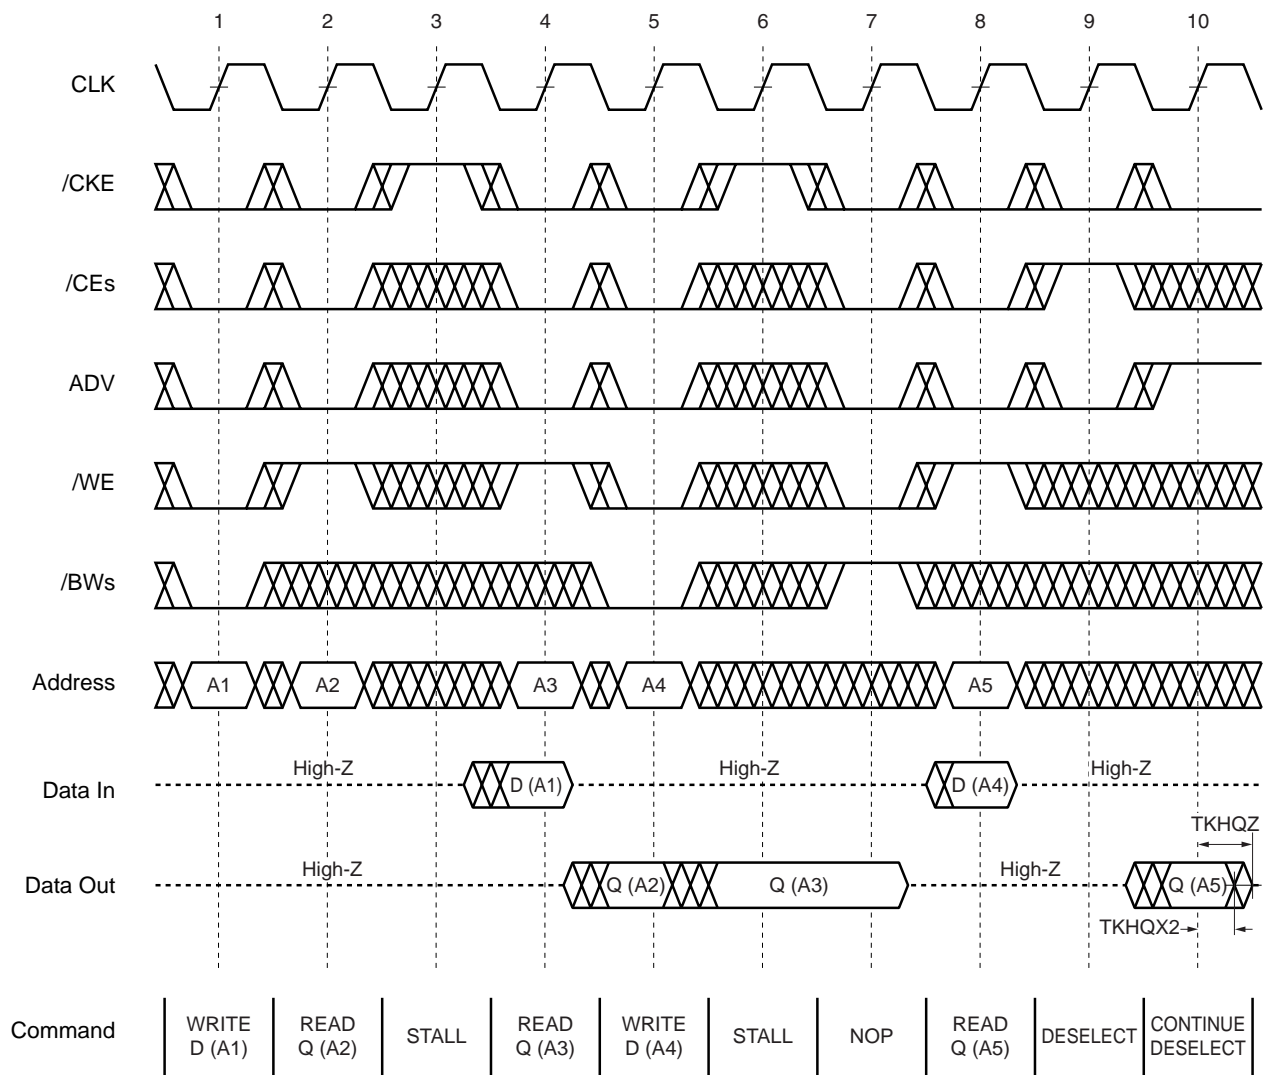 1 2 3 4 5 6 7 8 9 10
CLK
/CKE
/CEs
ADV
/WE
/BWs
Address A1 A2 A3 A4 A5
High-Z High-Z High-Z
Data In D (A1) D (A4)
TKHQZ
High-Z High-Z
Data Out Q (A2) Q (A3) Q (A5)
TKHQX2
Command
WRITE
D (A1)
READ
Q (A2)
STALL
READ
Q (A3)
WRITE
D (A4)
STALL
NOP
READ
Q (A5)
DESELECT
CONTINUE
DESELECT